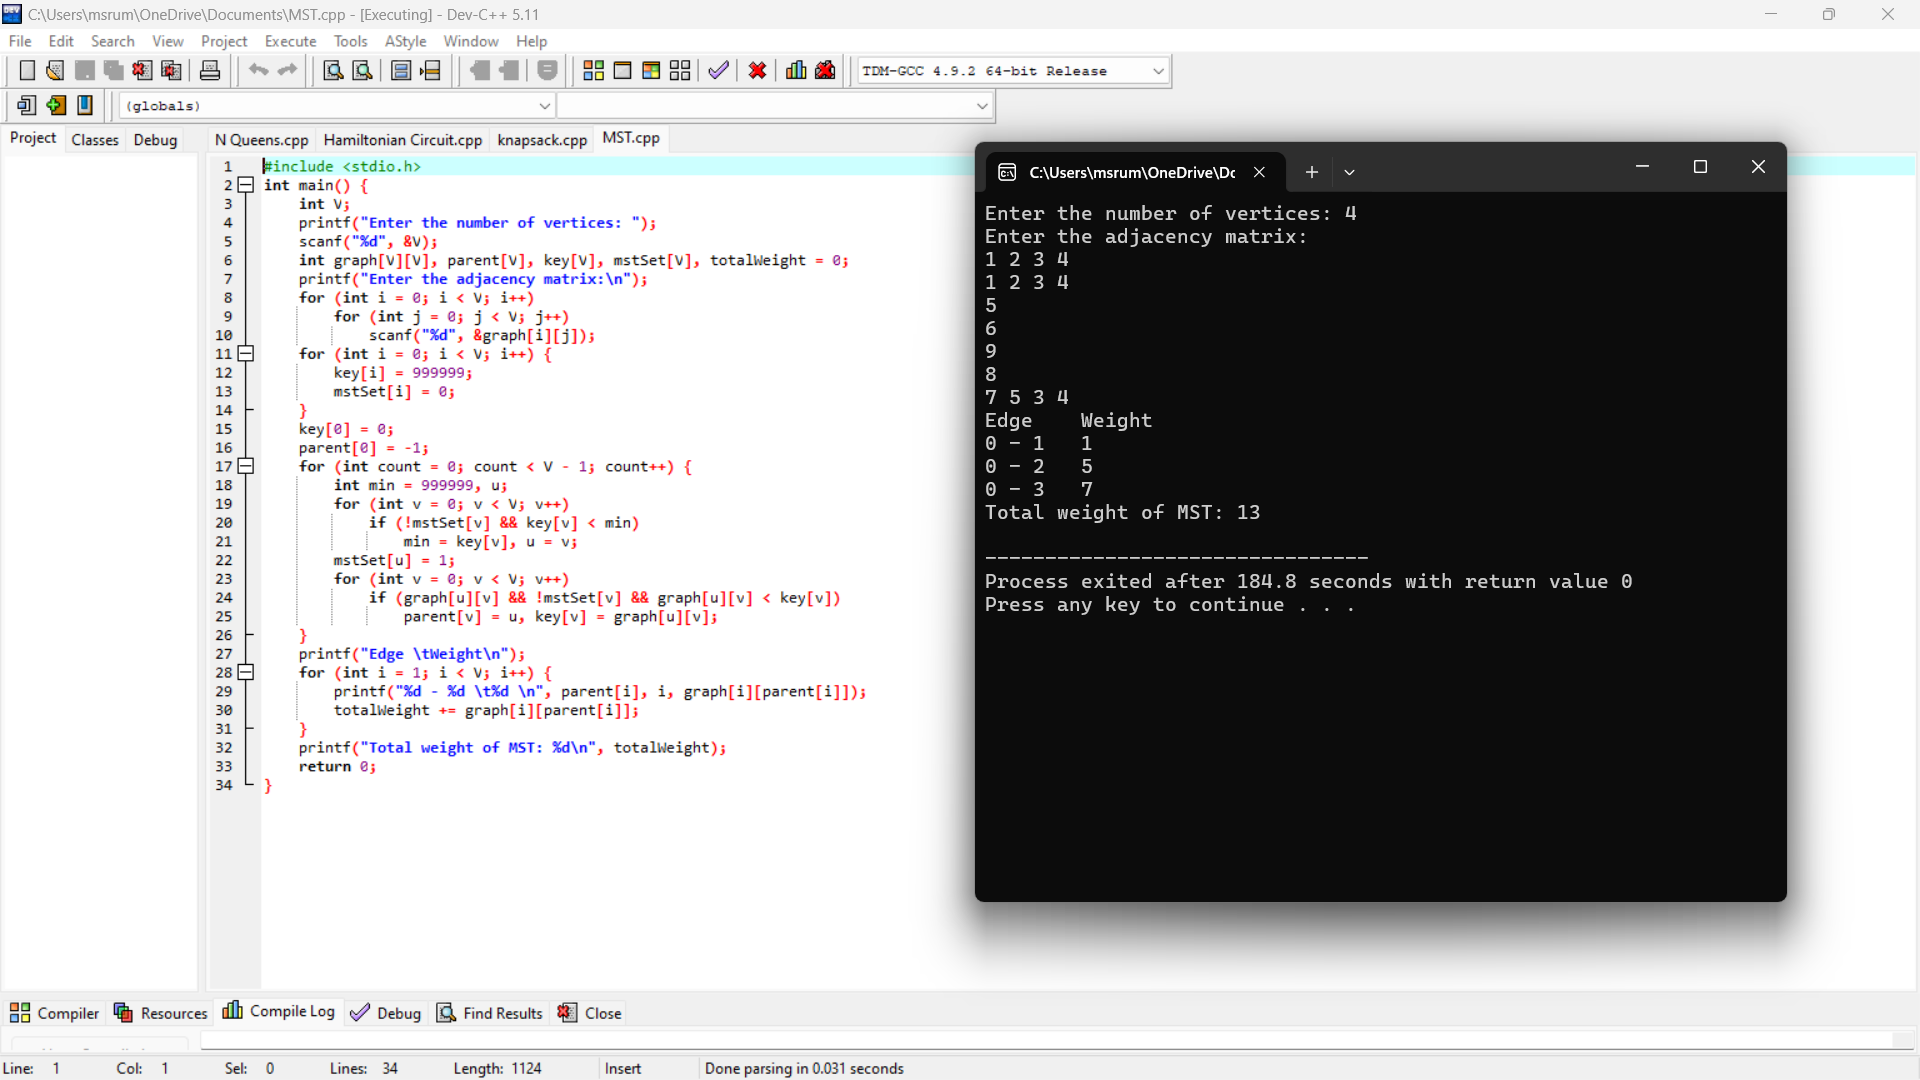 C:\Users\msrum\OneDrive\Documents\MST.cpp - [Executing] - Dev-C++ 5.11
File Edit Search View Project Execute Tools AStyle Window Help
TDM-GCC 4.9.2 64-bit Release
(globals)
Project Classes Debug
N Queens.cpp Hamiltonian Circuit.cpp knapsack.cpp MST.cpp
1 #include <stdio.h>
2 int main() {
3 int V;
4 printf("Enter the number of vertices: ");
5 scanf("%d", &V);
6 int graph[V][V], parent[V], key[V], mstSet[V], totalWeight = 0;
7 printf("Enter the adjacency matrix:\n");
8 for (int i = 0; i < V; i++)
9 for (int j = 0; j < V; j++)
10 scanf("%d", &graph[i][j]);
11 for (int i = 0; i < V; i++) {
12 key[i] = 999999;
13 mstSet[i] = 0;
14 }
15 key[0] = 0;
16 parent[0] = -1;
17 for (int count = 0; count < V - 1; count++) {
18 int min = 999999, u;
19 for (int v = 0; v < V; v++)
20 if (!mstSet[v] && key[v] < min)
21 min = key[v], u = v;
22 mstSet[u] = 1;
23 for (int v = 0; v < V; v++)
24 if (graph[u][v] && !mstSet[v] && graph[u][v] < key[v])
25 parent[v] = u, key[v] = graph[u][v];
26 }
27 printf("Edge \tWeight\n");
28 for (int i = 1; i < V; i++) {
29 printf("%d - %d \t%d \n", parent[i], i, graph[i][parent[i]]);
30 totalWeight += graph[i][parent[i]];
31 }
32 printf("Total weight of MST: %d\n", totalWeight);
33 return 0;
34 }
C:\Users\msrum\OneDrive\Dc
Enter the number of vertices: 4
Enter the adjacency matrix:
1 2 3 4
1 2 3 4
5
6
9
8
7 5 3 4
Edge Weight
0 - 1 1
0 - 2 5
0 - 3 7
Total weight of MST: 13
--------------------------------
Process exited after 184.8 seconds with return value 0
Press any key to continue . . .
Compiler Resources Compile Log Debug Find Results Close
Line: 1 Col: 1 Sel: 0 Lines: 34 Length: 1124 Insert Done parsing in 0.031 seconds